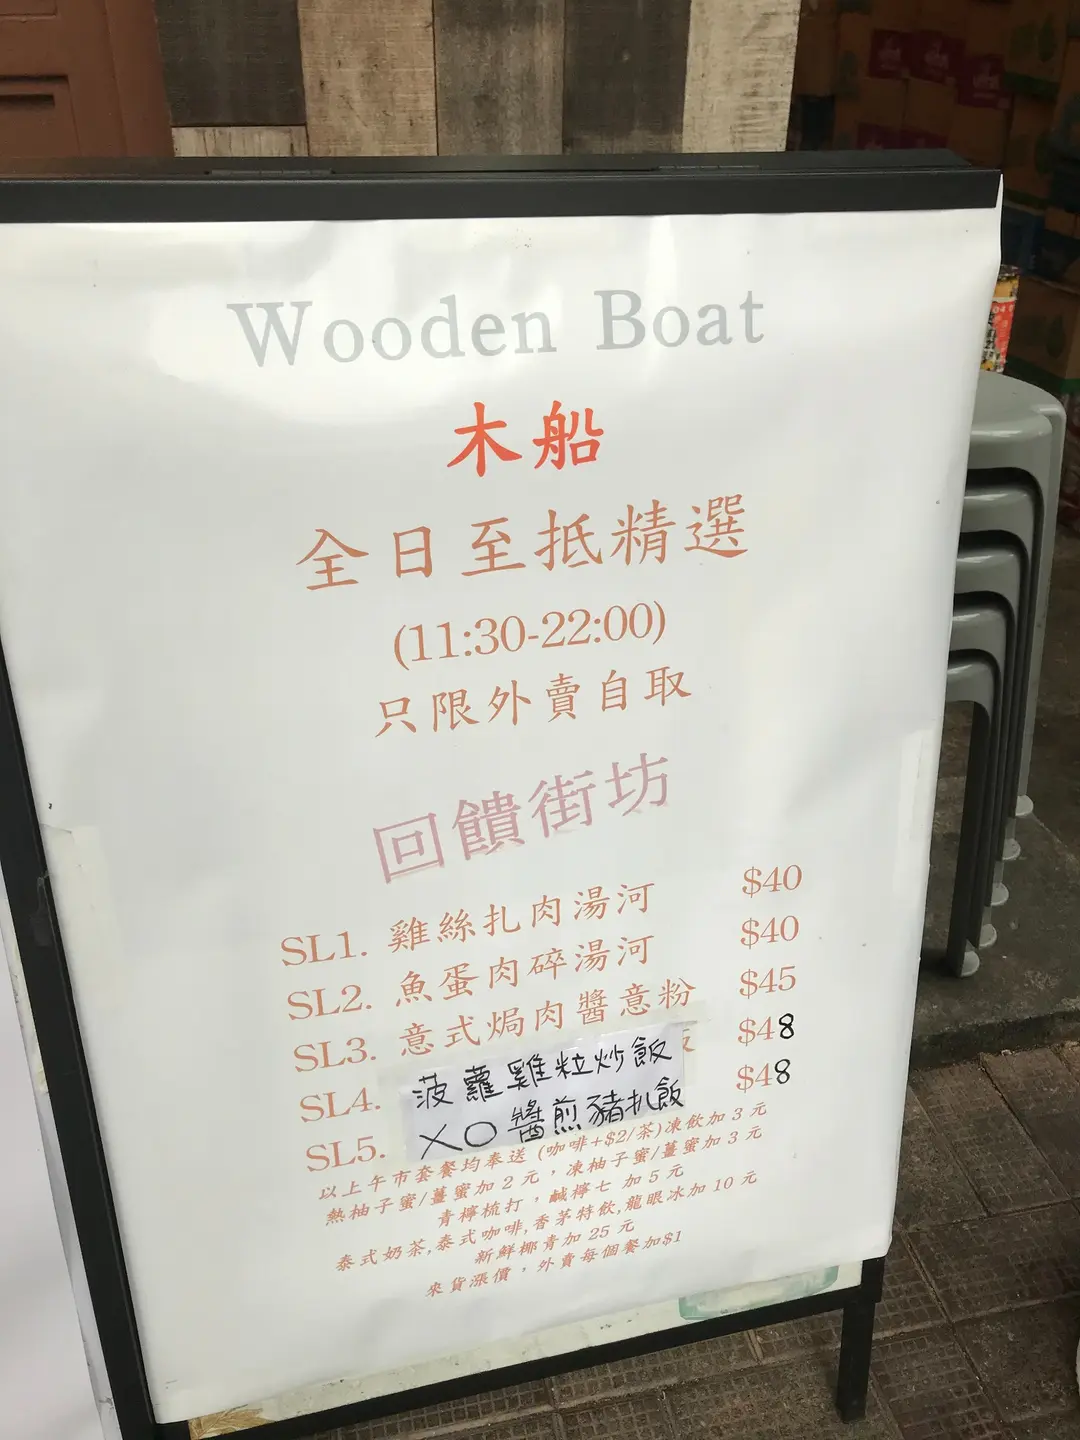 Wooden Boat
木船
全日至抵精選
(11:30-22:00)
只限外賣自取
回饋街坊
SL1. 雞絲扎肉湯河 $40
SL2. 魚蛋肉碎湯河 $40
SL3. 意式焗肉醬意粉 $45
SL4. 菠蘿雞粒炒飯 $48
SL5. XO醬煎豬扒飯 $48
以上午市套餐均奉送 (咖啡+$2/茶)凍飲加 3 元
熱柚子蜜/薑蜜加 2 元，凍柚子蜜/薑蜜加 3 元
青檸梳打，鹹檸七 加 5 元
泰式奶茶,泰式咖啡,香茅特飲,龍眼冰加 10 元
新鮮椰青加 25 元
來貨漲價，外賣每個餐加$1